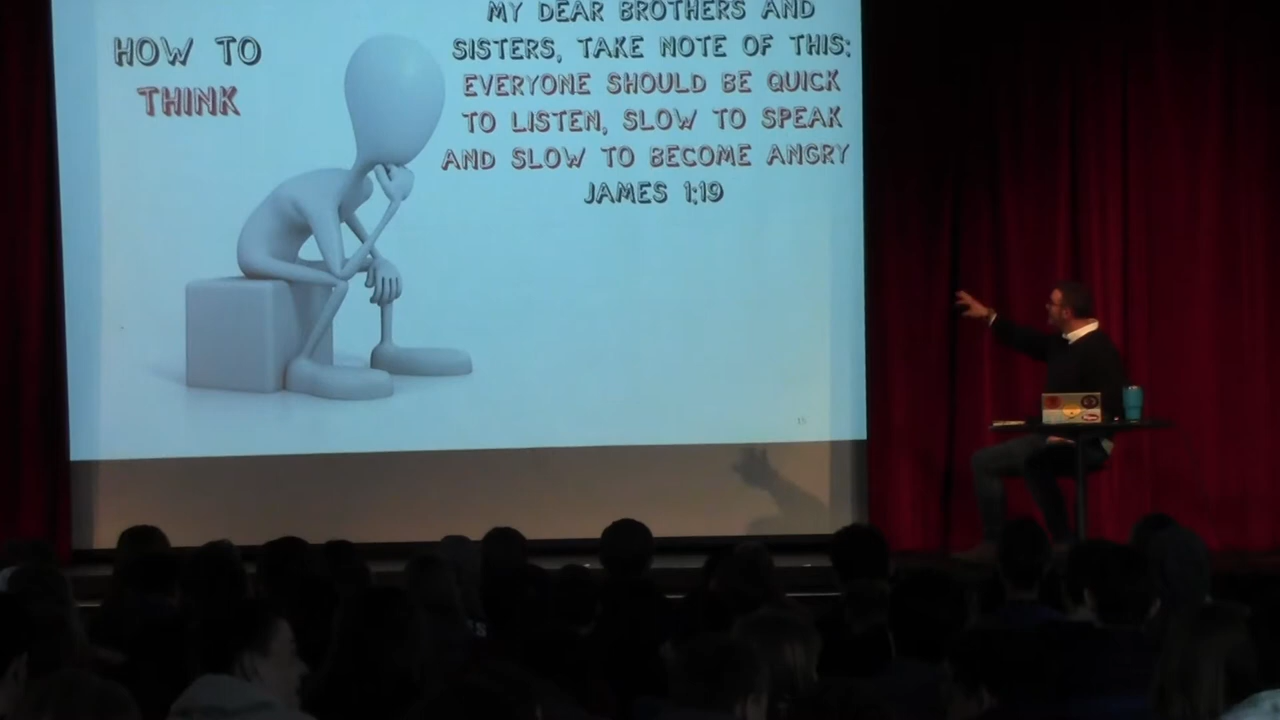 HOW TO
THINK
MY DEAR BROTHERS AND
SISTERS, TAKE NOTE OF THIS:
EVERYONE SHOULD BE QUICK
TO LISTEN, SLOW TO SPEAK
AND SLOW TO BECOME ANGRY
JAMES 1:19
15